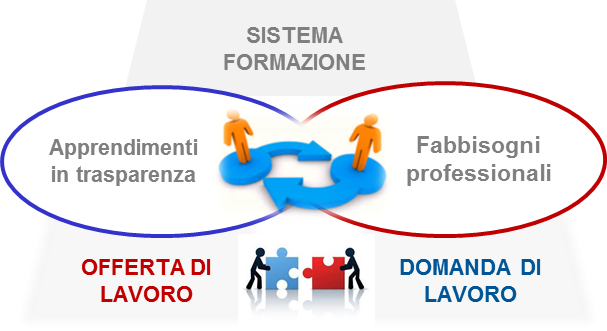 SISTEMA
FORMAZIONE
Apprendimenti
in trasparenza
Fabbisogni
professionali
OFFERTA DI
LAVORO
DOMANDA DI
LAVORO